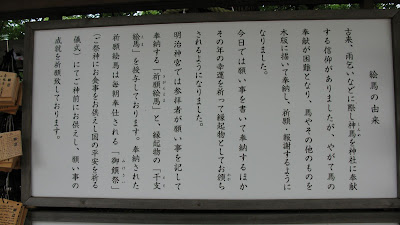 絵馬の由来
古来、雨乞いなどに際し神馬を神社に奉献
する信仰がありましたが、やがて馬の
奉献が困難となり、馬やその他のものを
木版に描いて奉納し、祈願・報謝するように
なりました。
今日では願い事を書いて奉納するほか
その年の幸運を祈って縁起物としてお頒ち
されるようになりました。
明治神宮では参拝者が願い事を記して
奉納する「祈願絵馬」と、縁起物の「干支
絵馬」を授与しております。奉納された
祈願絵馬は毎朝奉仕される「御饌祭」
(ご祭神にお食事をお供えし国の平安を祈る
儀式)にてご神前にお供えし、願い事の
成就を祈願致しております。